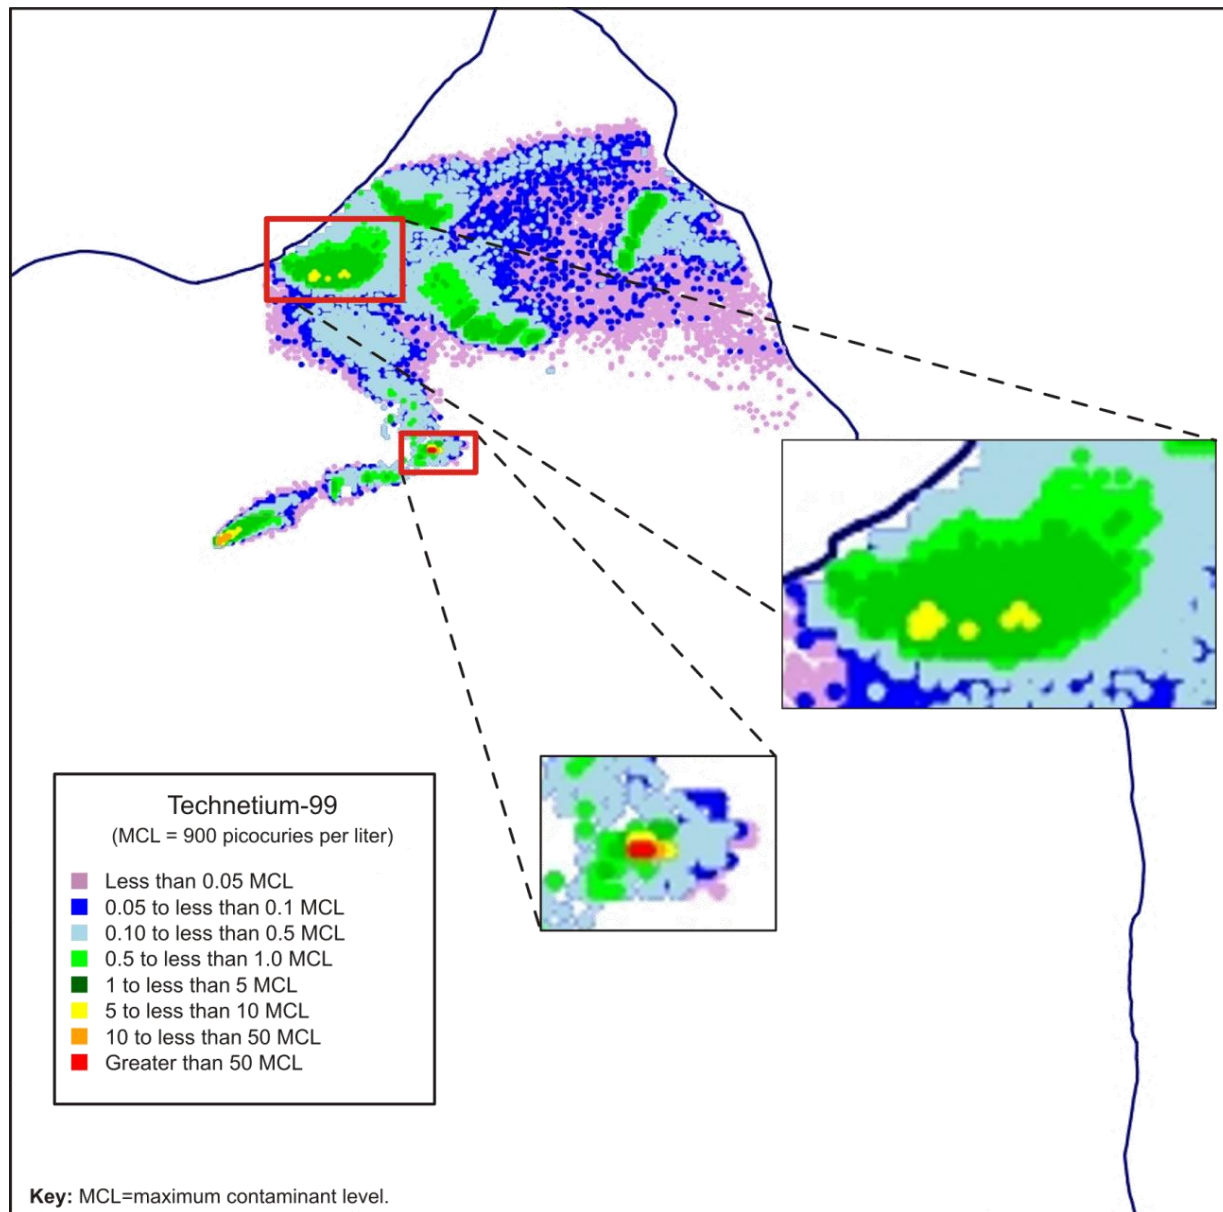 Technetium-99
(MCL = 900 picocuries per liter)
Less than 0.05 MCL
0.05 to less than 0.1 MCL
0.10 to less than 0.5 MCL
0.5 to less than 1.0 MCL
1 to less than 5 MCL
5 to less than 10 MCL
10 to less than 50 MCL
Greater than 50 MCL
Key: MCL=maximum contaminant level.